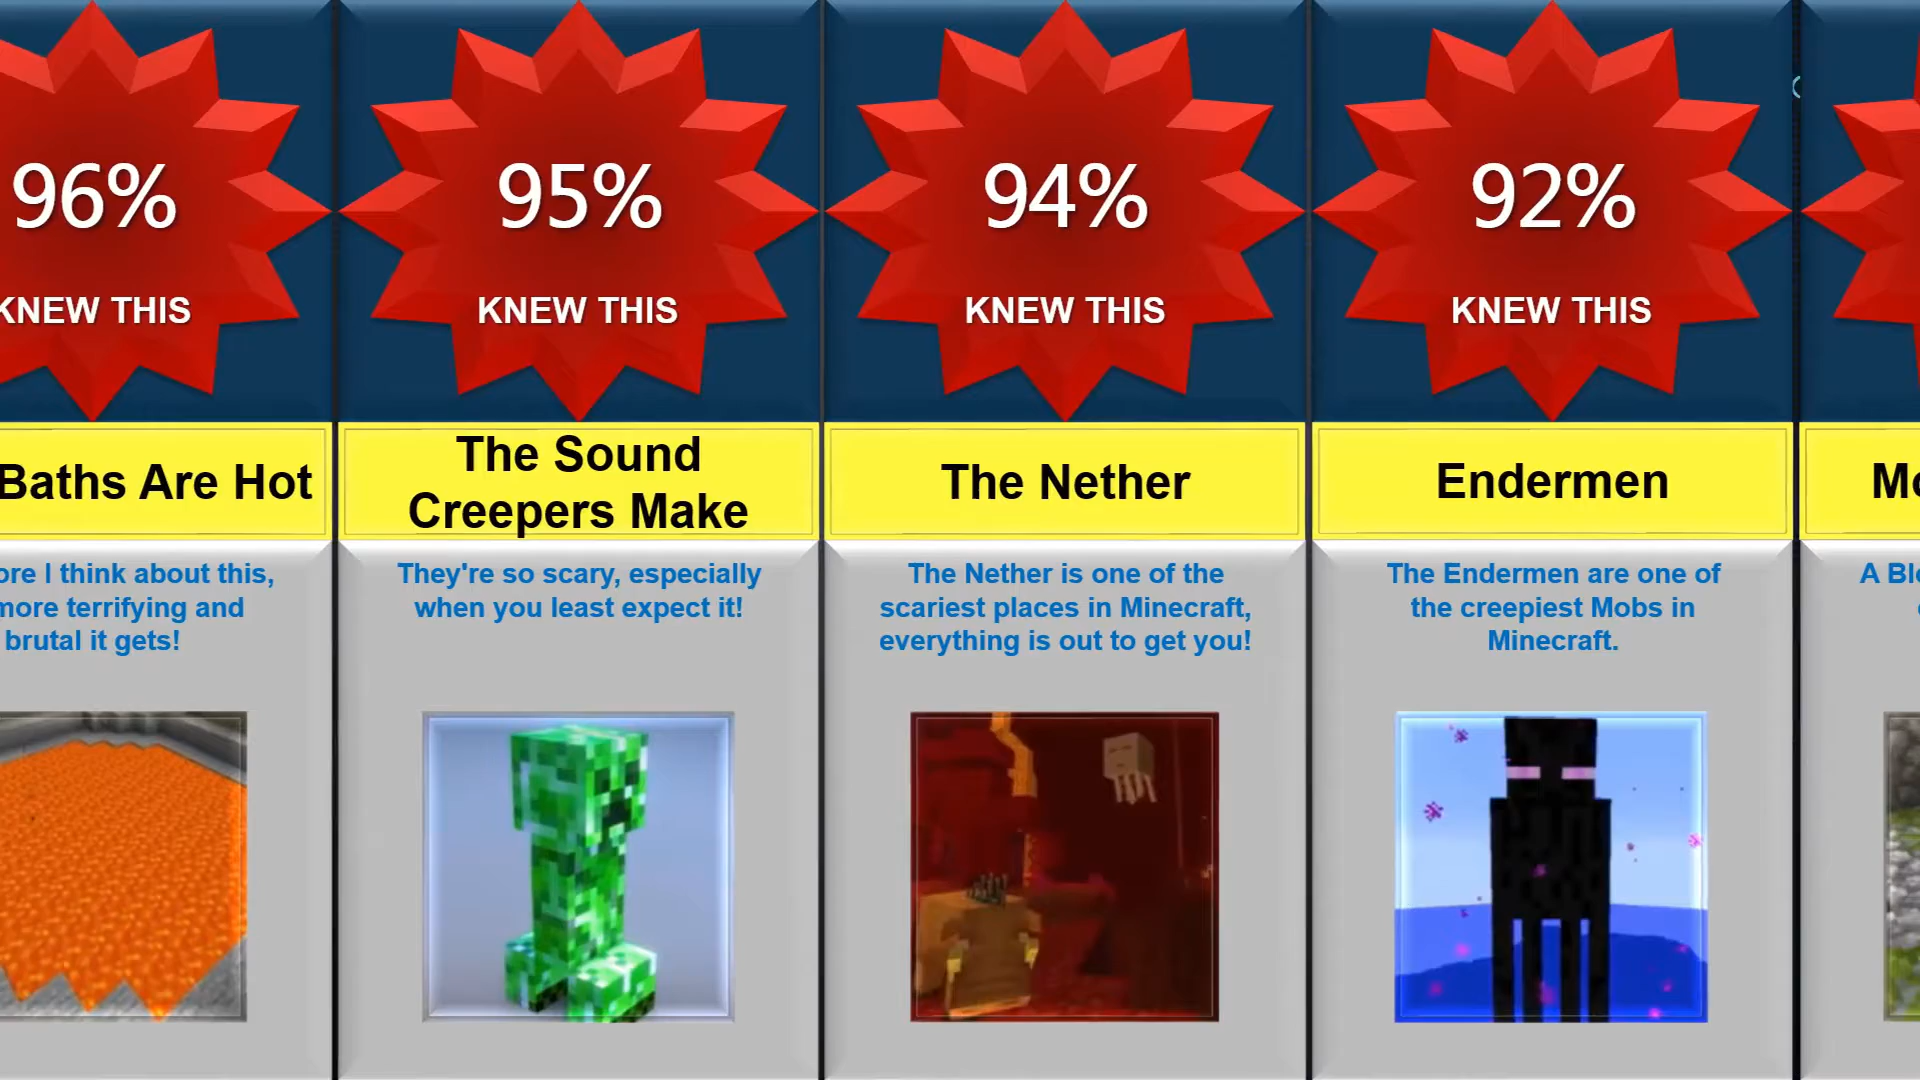 96%
KNEW THIS
Baths Are Hot
ore I think about this,
more terrifying and
brutal it gets!
95%
KNEW THIS
The Sound
Creepers Make
They're so scary, especially
when you least expect it!
94%
KNEW THIS
The Nether
The Nether is one of the
scariest places in Minecraft,
everything is out to get you!
92%
KNEW THIS
Endermen
The Endermen are one of
the creepiest Mobs in
Minecraft.
A